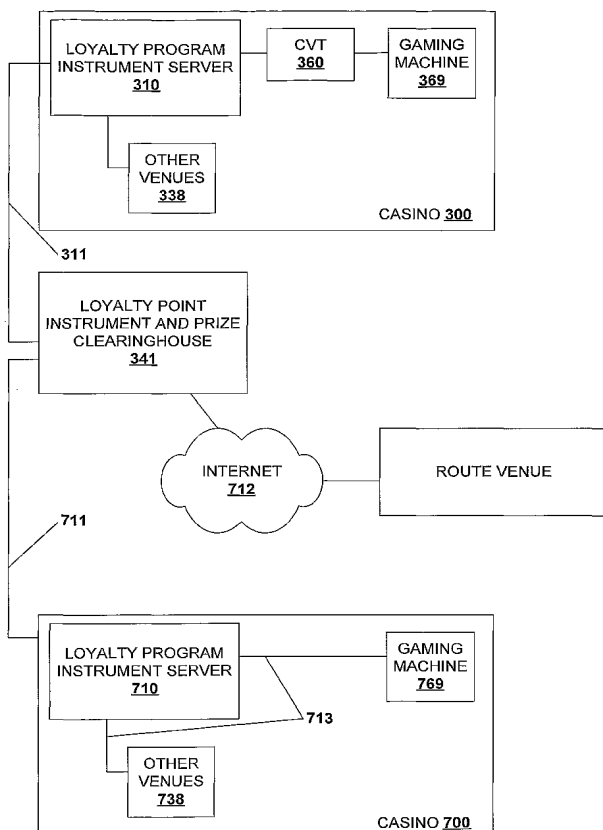 LOYALTY PROGRAM
INSTRUMENT SERVER
310
CVT
360
GAMING
MACHINE
369
OTHER
VENUES
338
CASINO 300
311
LOYALTY POINT
INSTRUMENT AND PRIZE
CLEARINGHOUSE
341
INTERNET
712
ROUTE VENUE
711
LOYALTY PROGRAM
INSTRUMENT SERVER
710
GAMING
MACHINE
769
713
OTHER
VENUES
738
CASINO 700